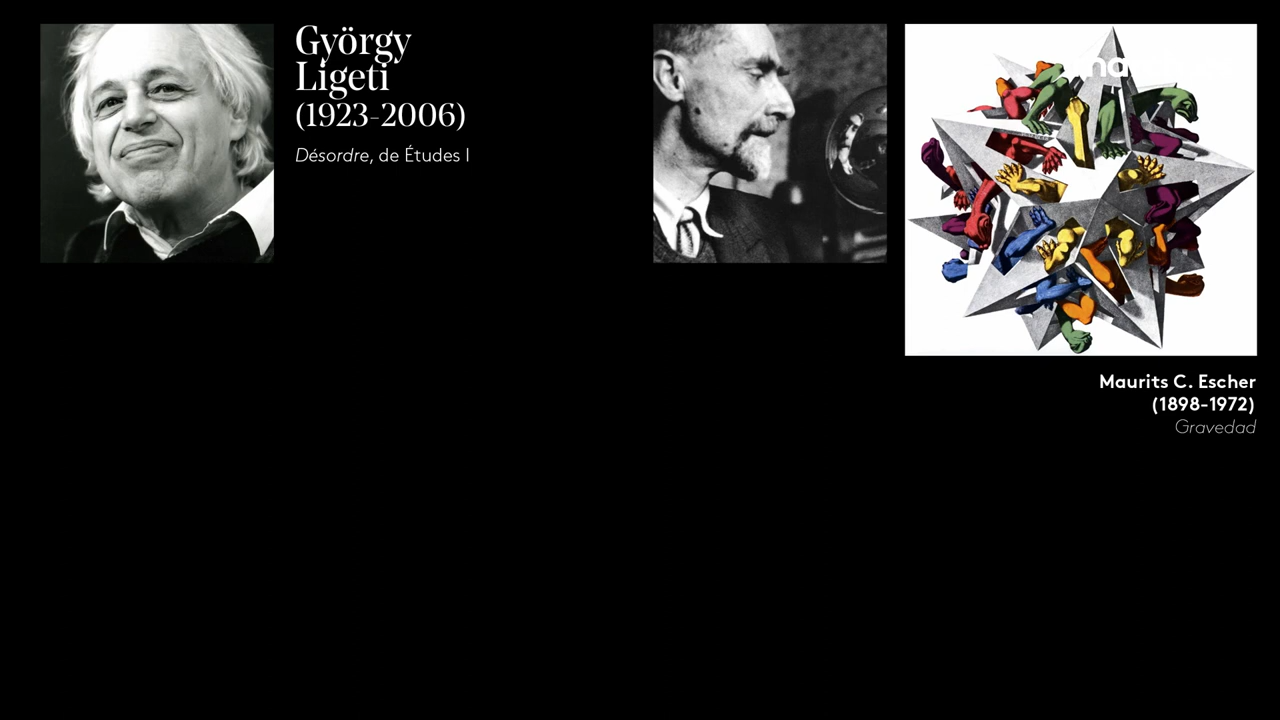 György
Ligeti
(1923-2006)
Désordre, de Études I
Maurits C. Escher
(1898-1972)
Gravedad